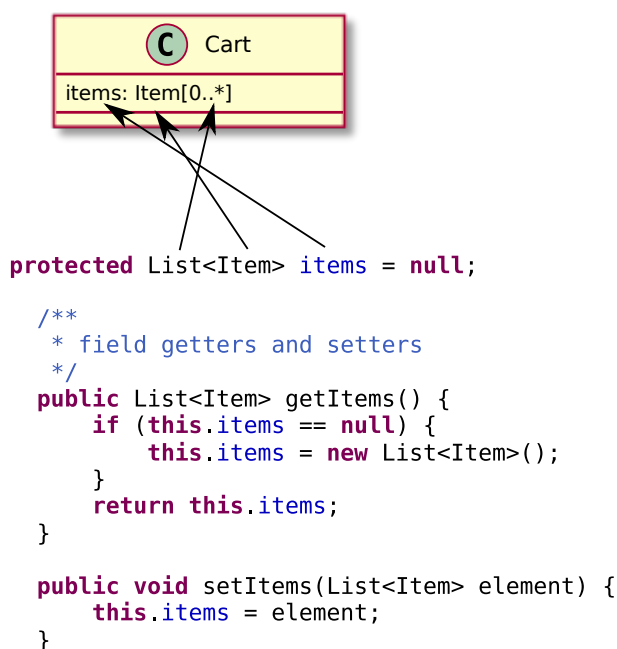 C Cart
items: Item[0..*]
protected List<Item> items = null;
/**
* field getters and setters
*/
public List<Item> getItems() {
if (this.items == null) {
this.items = new List<Item>();
}
return this.items;
}
public void setItems(List<Item> element) {
this.items = element;
}